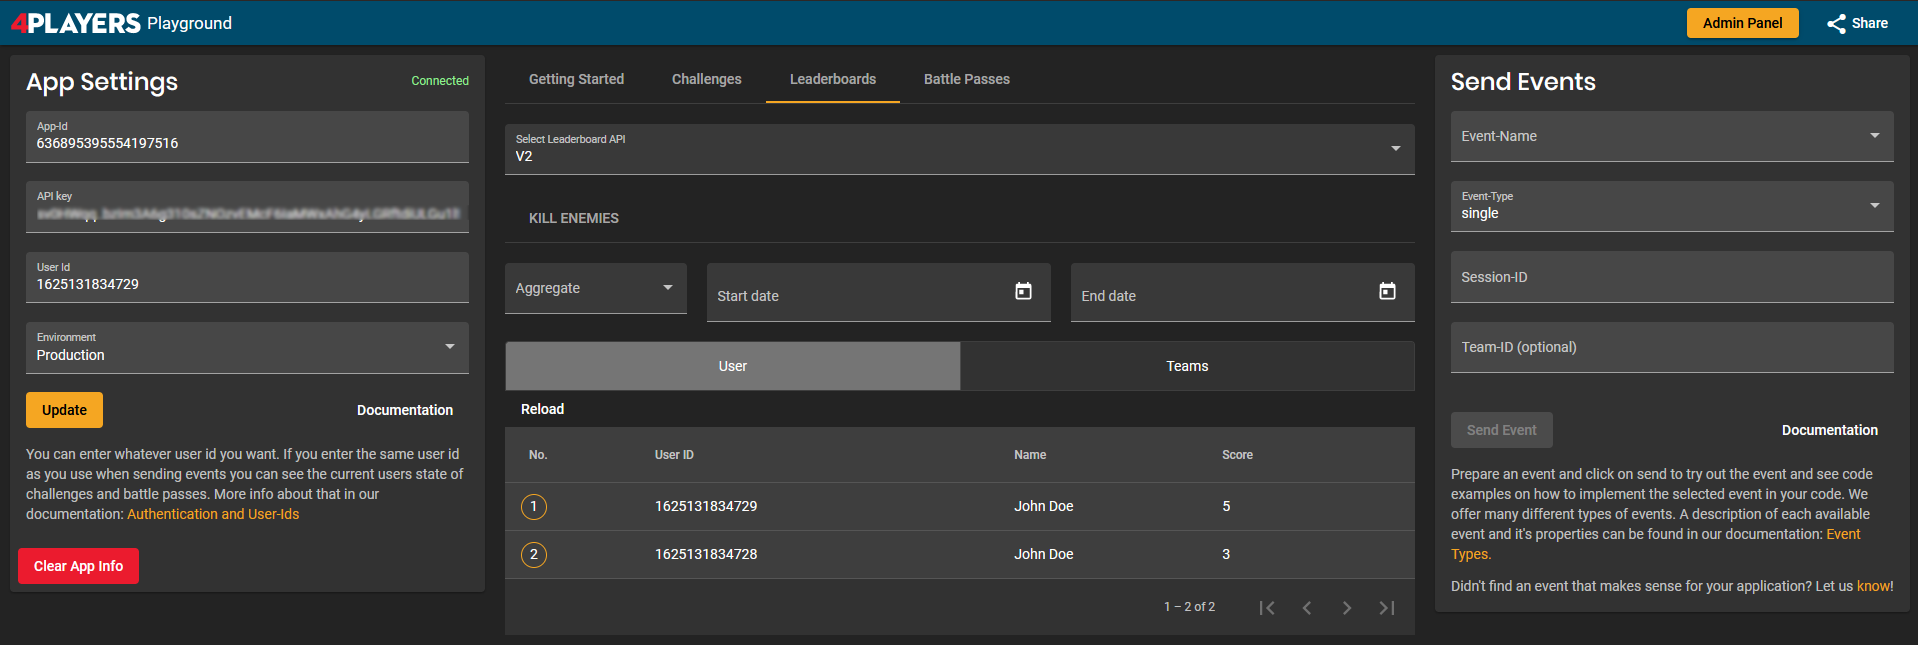 4PLAYERS Playground
Admin Panel
Share
App Settings
Connected
App-Id
636895395554197516
API key
User Id
1625131834729
Environment
Production
Update
Documentation
You can enter whatever user id you want. If you enter the same user id
as you use when sending events you can see the current users state of
challenges and battle passes. More info about that in our
documentation: Authentication and User-Ids
Clear App Info
Getting Started
Challenges
Leaderboards
Battle Passes
Select Leaderboard API
V2
KILL ENEMIES
Aggregate
Start date
End date
User
Teams
Reload
No. User ID Name Score
1 1625131834729 John Doe 5
2 1625131834728 John Doe 3
1 – 2 of 2
Send Events
Event-Name
Event-Type
single
Session-ID
Team-ID (optional)
Send Event
Documentation
Prepare an event and click on send to try out the event and see code
examples on how to implement the selected event in your code. We
offer many different types of events. A description of each available
event and it's properties can be found in our documentation: Event
Types.
Didn't find an event that makes sense for your application? Let us know!